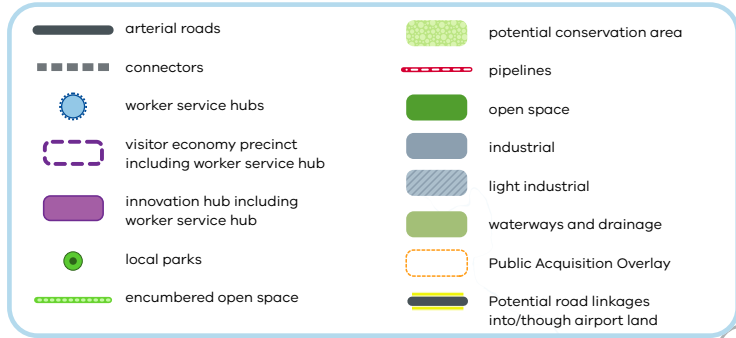 arterial roads
connectors
worker service hubs
visitor economy precinct
including worker service hub
innovation hub including
worker service hub
local parks
encumbered open space
potential conservation area
pipelines
open space
industrial
light industrial
waterways and drainage
Public Acquisition Overlay
Potential road linkages
into/though airport land